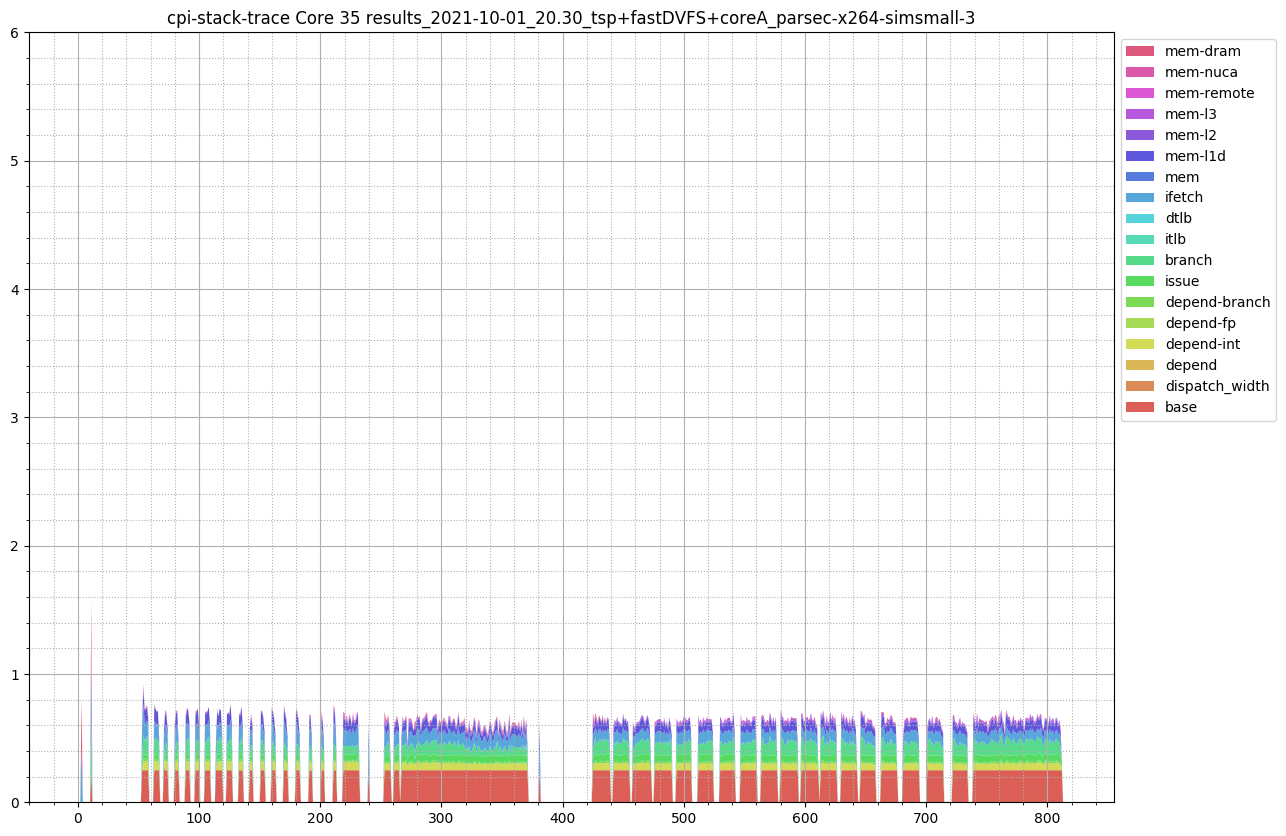 cpi-stack-trace Core 35 results_2021-10-01_20.30_tsp+fastDVFS+coreA_parsec-x264-simsmall-3
6
5
4
3
2
1
0
0 100 200 300 400 500 600 700 800
mem-dram
mem-nuca
mem-remote
mem-l3
mem-l2
mem-l1d
mem
ifetch
dtlb
itlb
branch
issue
depend-branch
depend-fp
depend-int
depend
dispatch_width
base